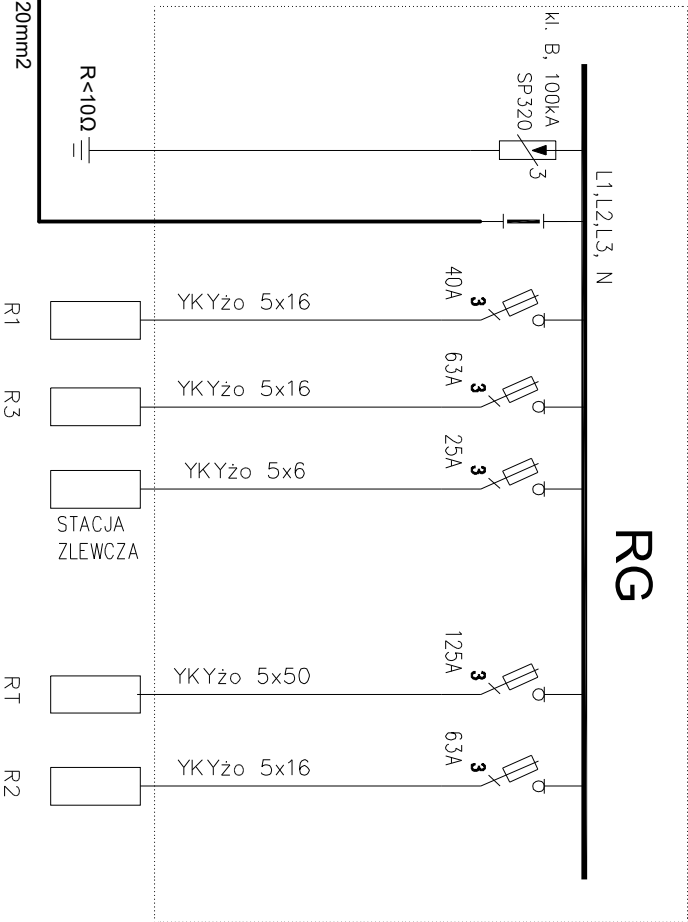 20mm2
R<10Ω
kl. B, 100kA
SP320
3
L1,L2,L3, N
RG
40A
3
YKYżo 5x16
R1
63A
3
YKYżo 5x16
R3
25A
3
YKYżo 5x6
STACJA
ZLEWCZA
125A
3
YKYżo 5x50
RT
63A
3
YKYżo 5x16
R2